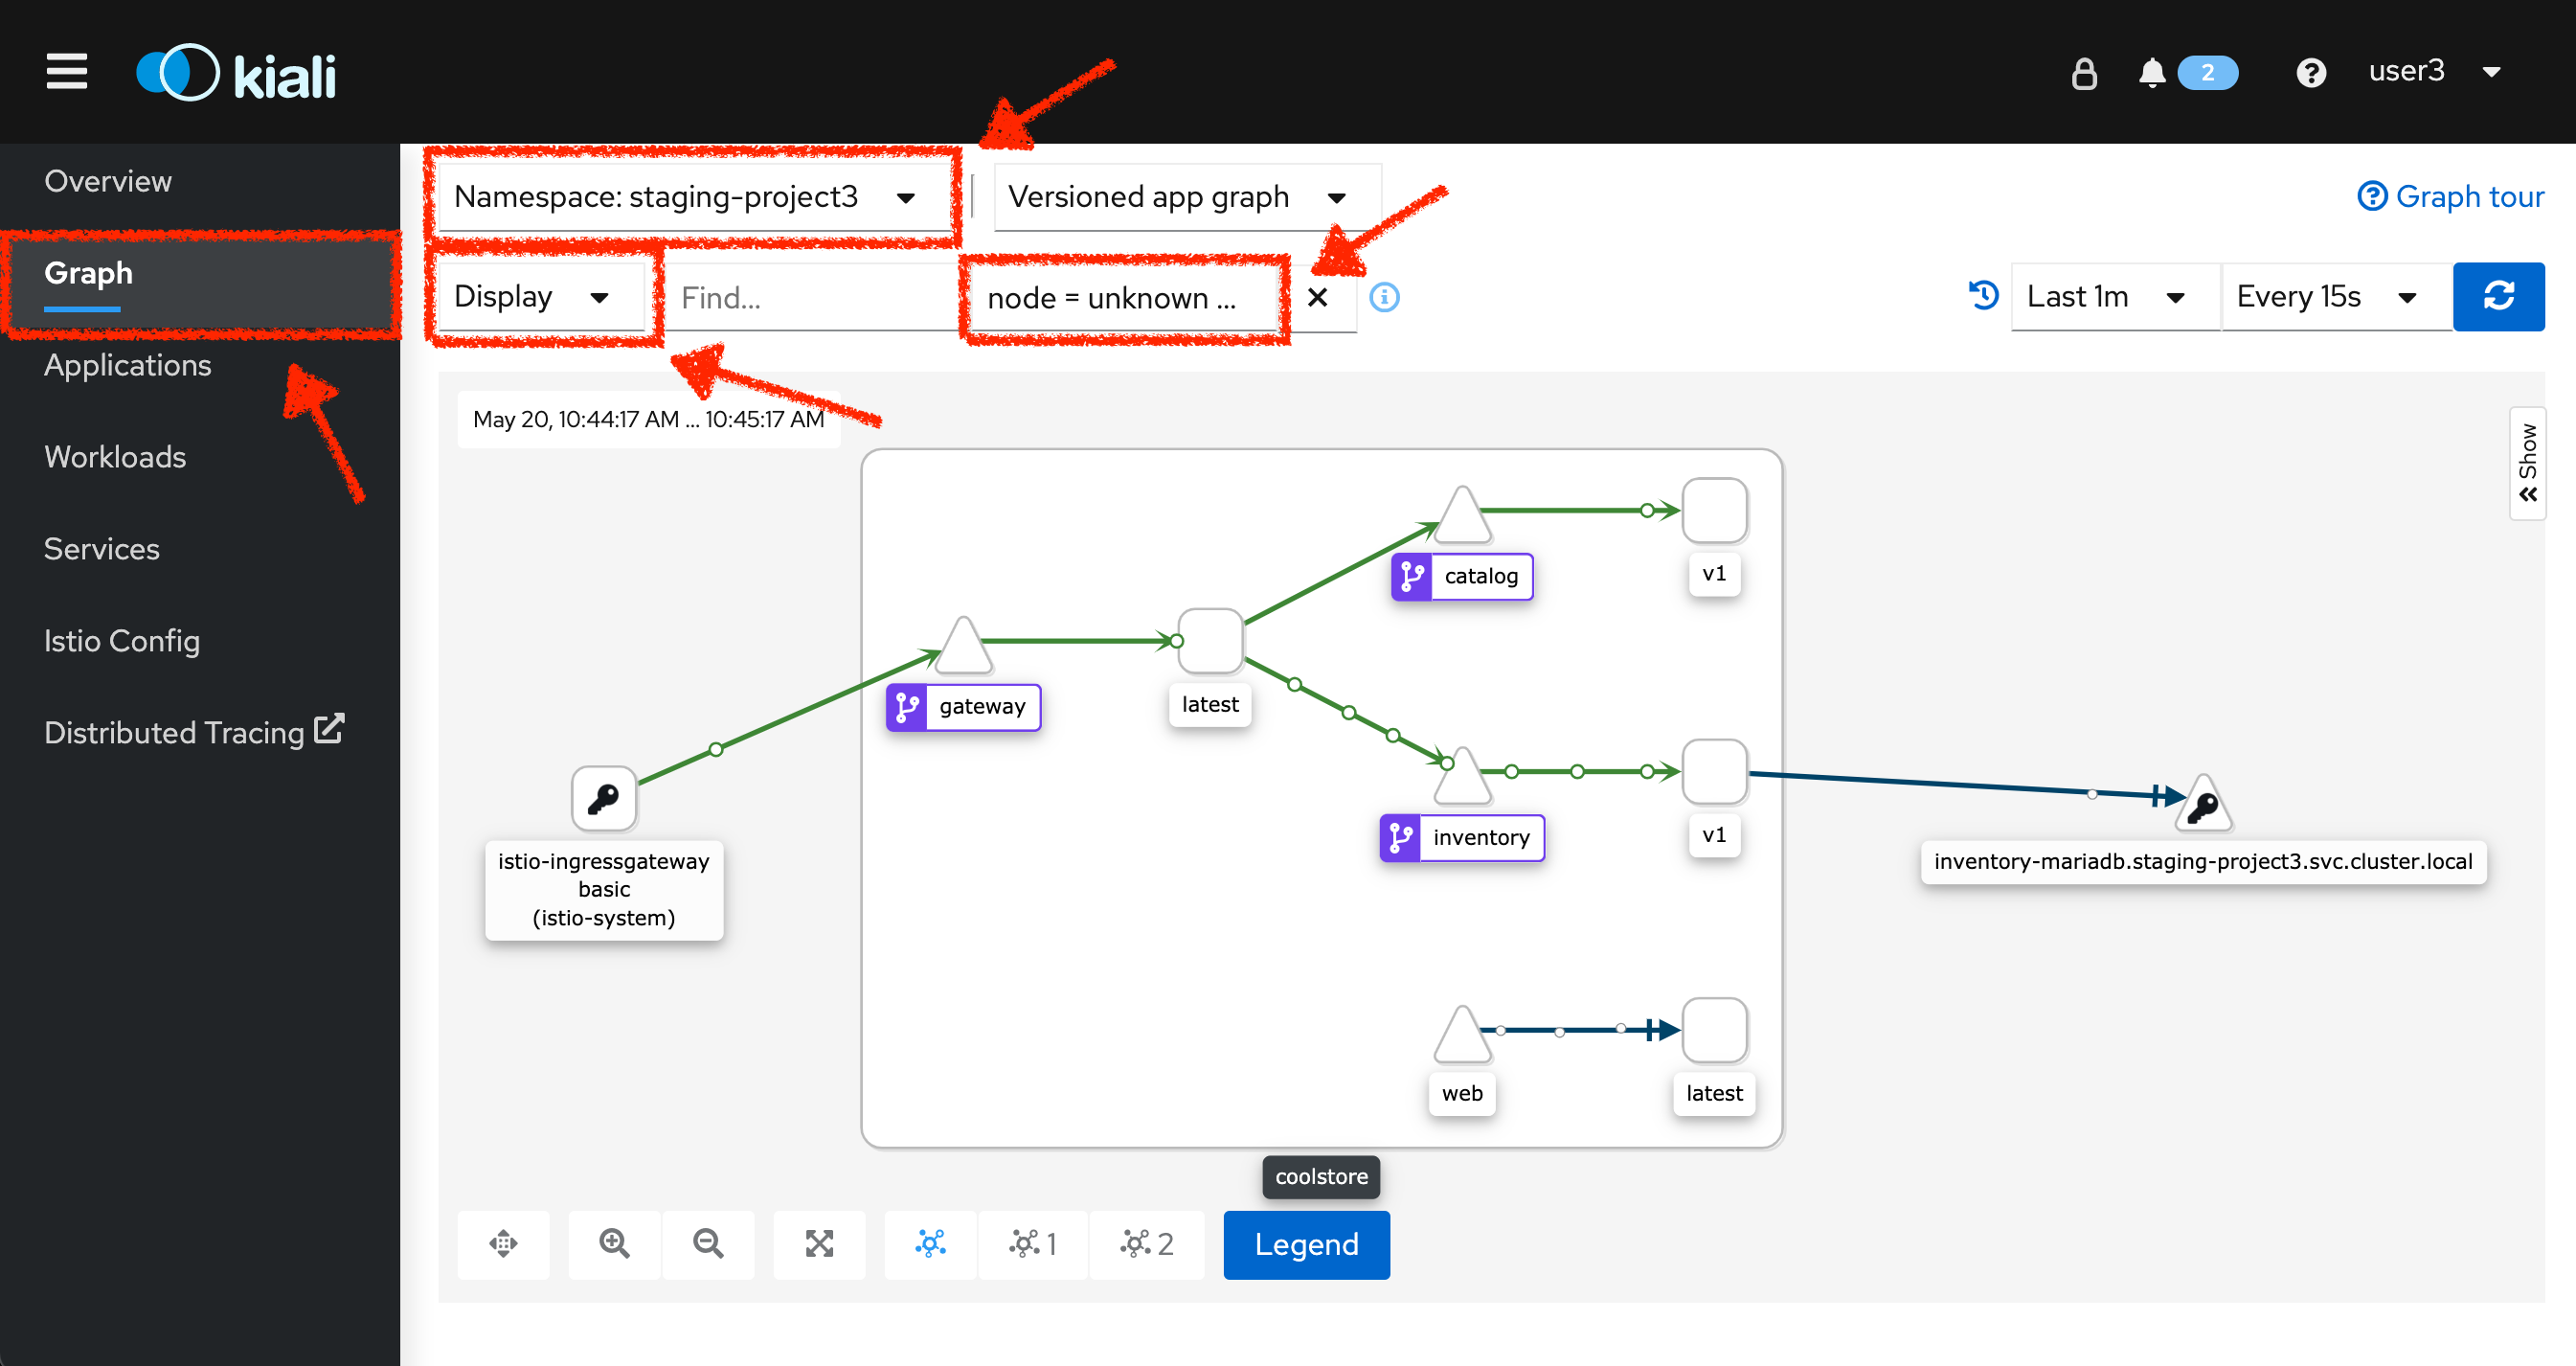 kiali
2
user3
Overview
Graph
Applications
Workloads
Services
Istio Config
Distributed Tracing
Namespace: staging-project3
Versioned app graph
Graph tour
Display
Find...
node = unknown ...
Last 1m
Every 15s
May 20, 10:44:17 AM ... 10:45:17 AM
Show
catalog
v1
gateway
latest
inventory
v1
istio-ingressgateway
basic
(istio-system)
inventory-mariadb.staging-project3.svc.cluster.local
web
latest
coolstore
1
2
Legend